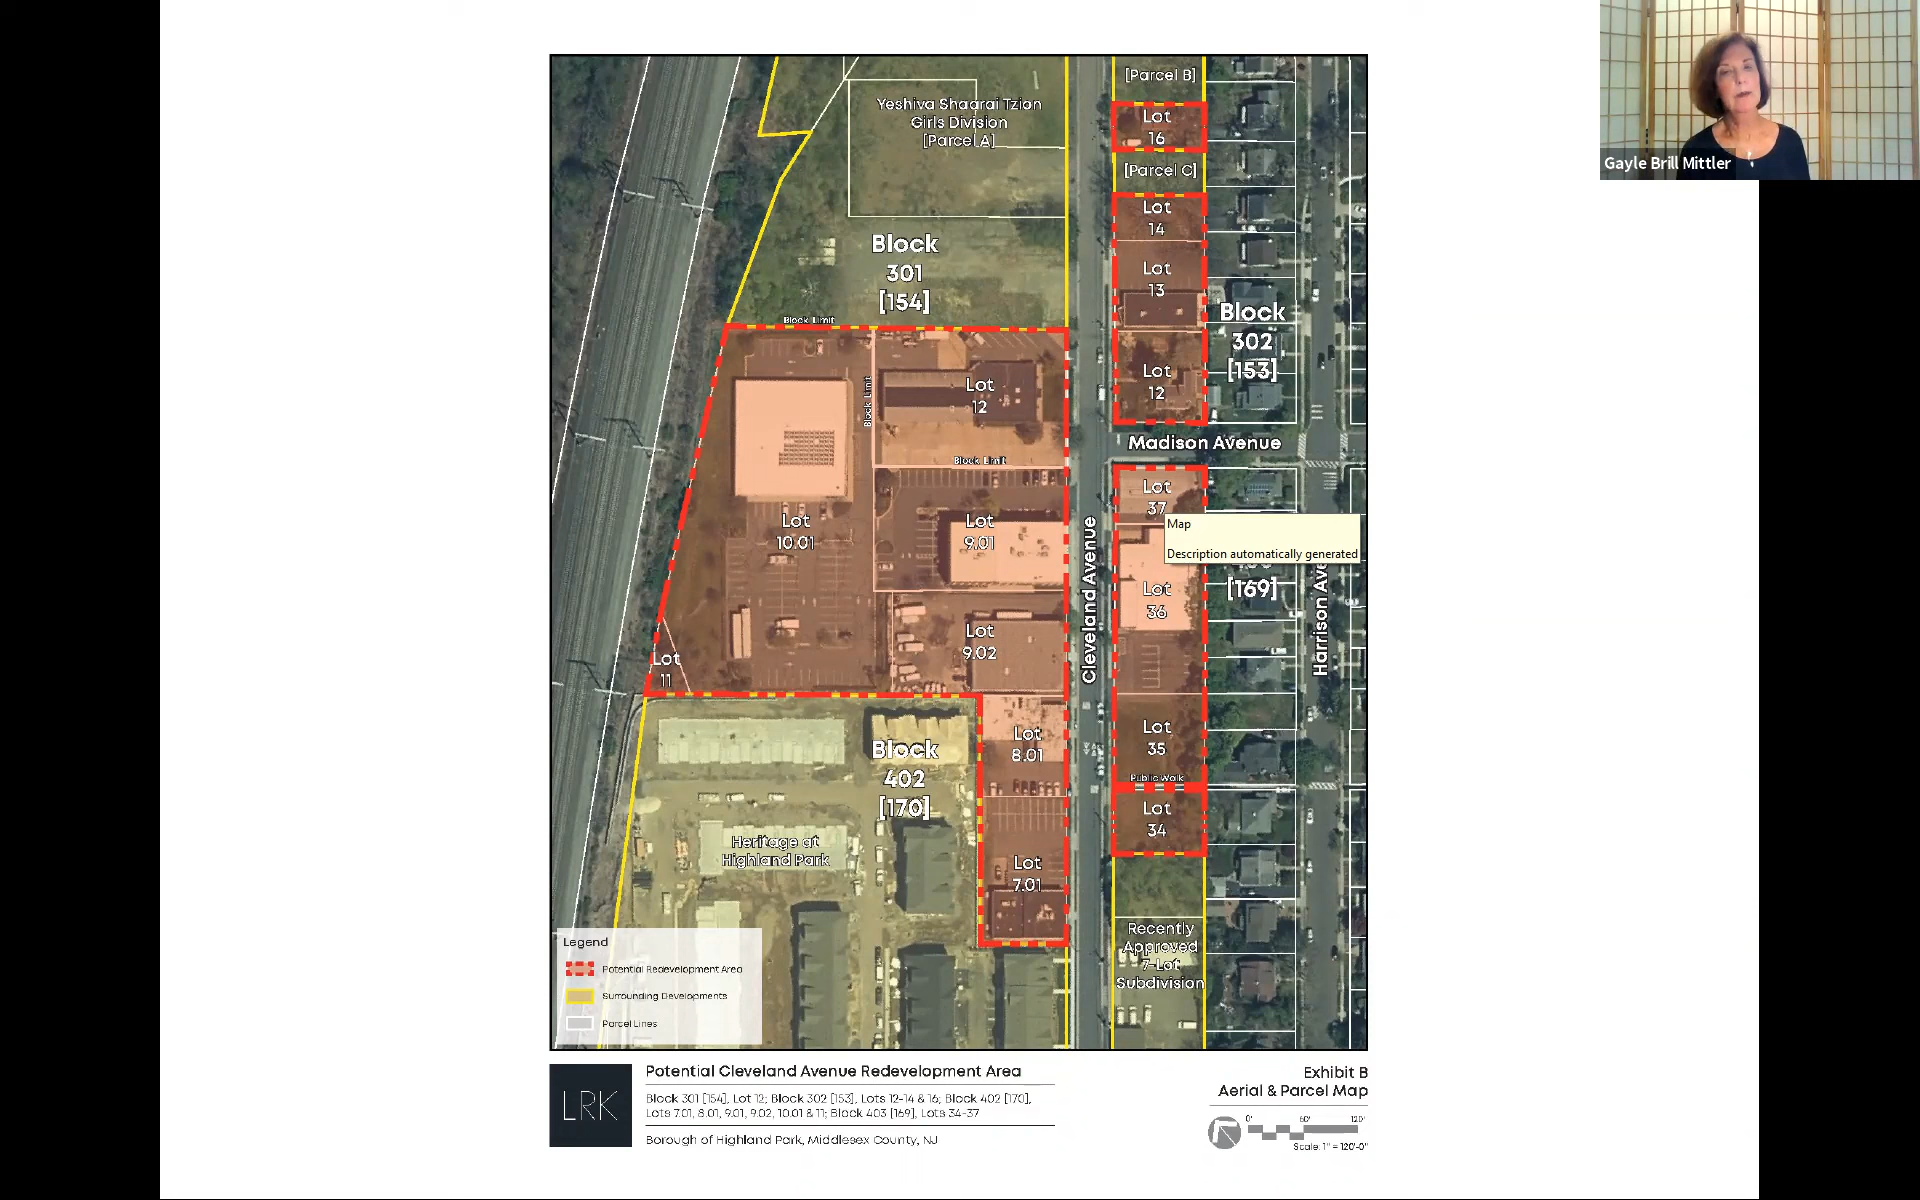 [Parcel B]
Yeshiva Shaarai Tzion
Girls Division
[Parcel A]
Lot
16
[Parcel C]
Gayle Brill Mittler
Lot
14
Block
301
[154]
Lot
13
Block
302
[153]
Block Limit
Lot
12
Block Limit
Lot
12
Madison Avenue
Block Limit
Lot
37
Map
Description automatically generated
Lot
10.01
Lot
9.01
Cleveland Avenue
Lot
36
[169]
Harrison Ave
Lot
9.02
Lot
11
Lot
8.01
Lot
35
Public Walk
Block
402
[170]
Lot
34
Heritage at
Highland Park
Lot
7.01
Recently
Approved
7-Lot
Subdivision
Legend
Potential Redevelopment Area
Surrounding Developments
Parcel Lines
LRK
Potential Cleveland Avenue Redevelopment Area
Block 301 [154], Lot 12; Block 302 [153], Lots 12-14 & 16; Block 402 [170],
Lots 7.01, 8.01, 9.01, 9.02, 10.01 & 11; Block 403 [169], Lots 34-37
Borough of Highland Park, Middlesex County, NJ
Exhibit B
Aerial & Parcel Map
0' 60' 120'
Scale: 1" = 120'-0"